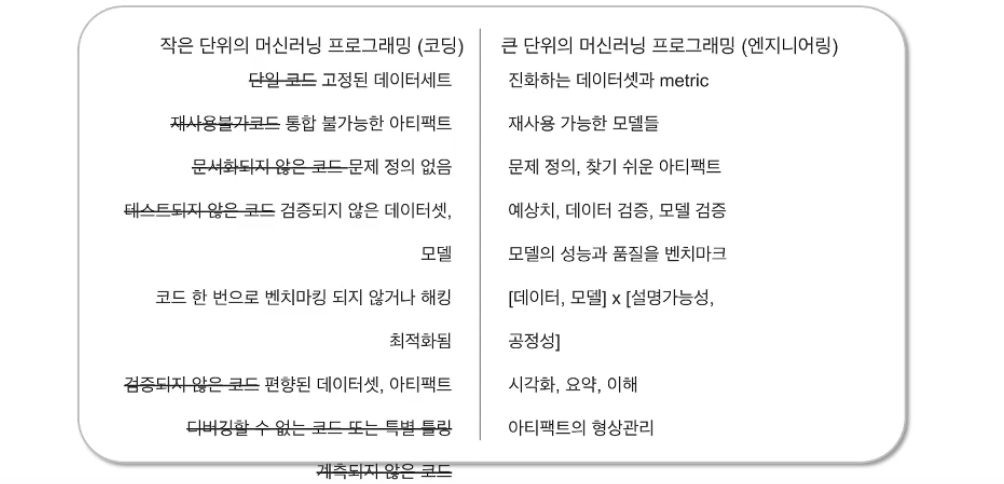 작은 단위의 머신러닝 프로그래밍 (코딩)
단일 코드 고정된 데이터세트
재사용불가코드 통합 불가능한 아티팩트
문서화되지 않은 코드 문제 정의 없음
테스트되지 않은 코드 검증되지 않은 데이터셋,
모델
코드 한 번으로 벤치마킹 되지 않거나 해킹
최적화됨
검증되지 않은 코드 편향된 데이터셋, 아티팩트
디버깅할 수 없는 코드 또는 특별 툴링
계측되지 않은 코드
큰 단위의 머신러닝 프로그래밍 (엔지니어링)
진화하는 데이터셋과 metric
재사용 가능한 모델들
문제 정의, 찾기 쉬운 아티팩트
예상치, 데이터 검증, 모델 검증
모델의 성능과 품질을 벤치마크
[데이터, 모델] x [설명가능성,
공정성]
시각화, 요약, 이해
아티팩트의 형상관리